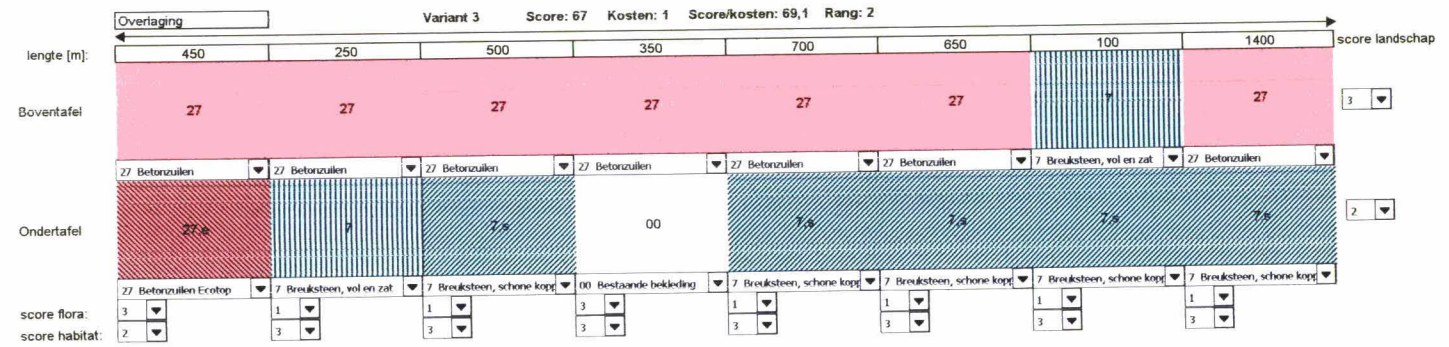 Overlaging Variant 3 Score: 67 Kosten: 1 Score/kosten: 69,1 Rang: 2
lengte [m]: 450 250 500 350 700 650 100 1400 score landschap
Boventafel 27 27 27 27 27 27 7 27 3
27 Betonzuilen 27 Betonzuilen 27 Betonzuilen 27 Betonzuilen 27 Betonzuilen 27 Betonzuilen 7 Breuksteen, vol en zat 27 Betonzuilen
Ondertafel 27,e 7 7,s 00 7,s 7,s 7,s 7,s 2
27 Betonzuilen Ecotop 7 Breuksteen, vol en zat 7 Breuksteen, schone kopp 00 Bestaande bekleding 7 Breuksteen, schone kopp 7 Breuksteen, schone kopp 7 Breuksteen, schone kopp 7 Breuksteen, schone kopp
score flora: 3 1 1 3 1 1 1 1
score habitat: 2 3 3 3 3 3 3 3